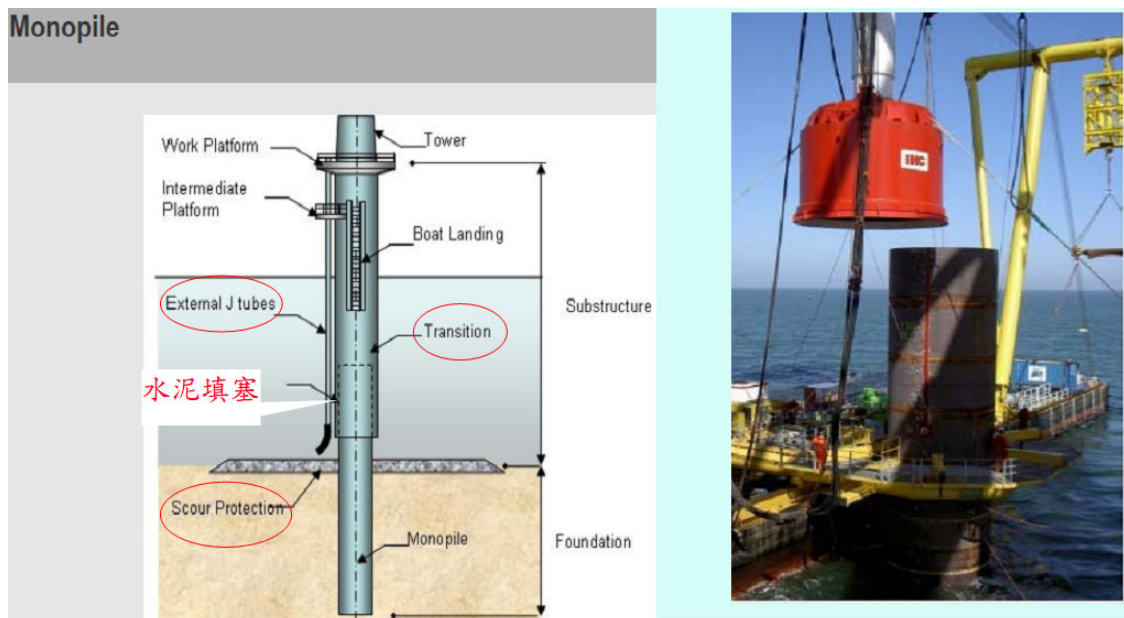 Monopile
Work Platform
Tower
Intermediate
Platform
Boat Landing
External J tubes
Substructure
Transition
水泥填塞
Scour Protection
Monopile
Foundation
IHC